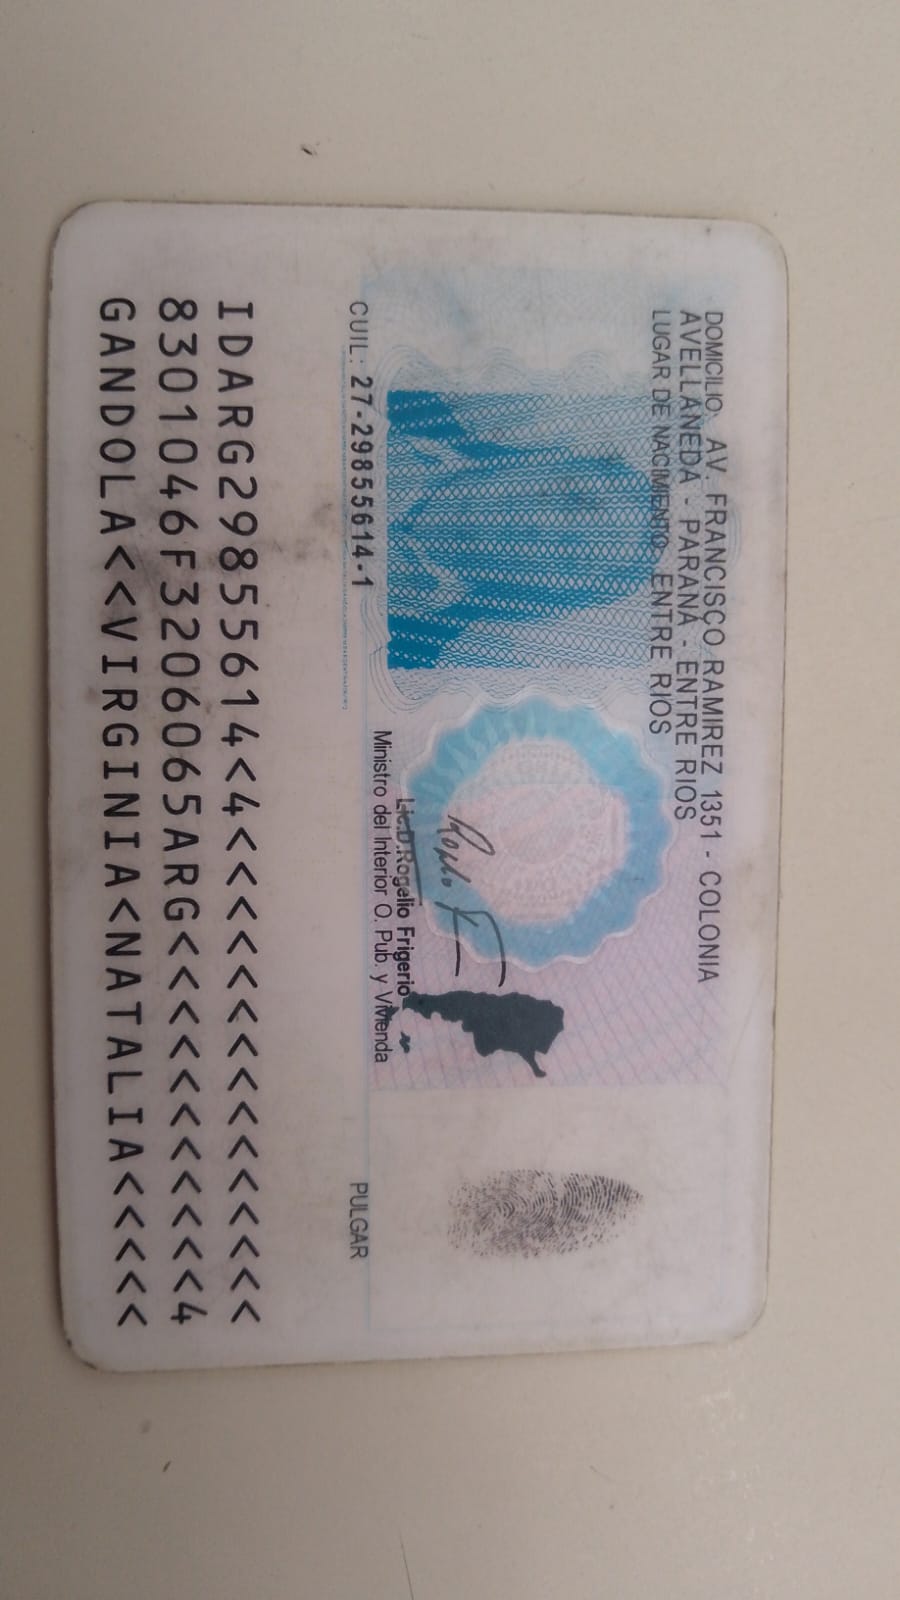 DOMICILIO: AV. FRANCISCO RAMIREZ 1351 - COLONIA
AVELLANEDA - PARANÁ - ENTRE RIOS
LUGAR DE NACIMIENTO: ENTRE RIOS
Lic.D.Rogelio Frigerio
Ministro del Interior O. Pub. y Vivienda
CUIL: 27-29855614-1
PULGAR
IDARG29855614<4<<<<<<<<<<<<<<<
8301046F3206065ARG<<<<<<<<<<<4
GANDOLA<<VIRGINIA<NATALIA<<<<<